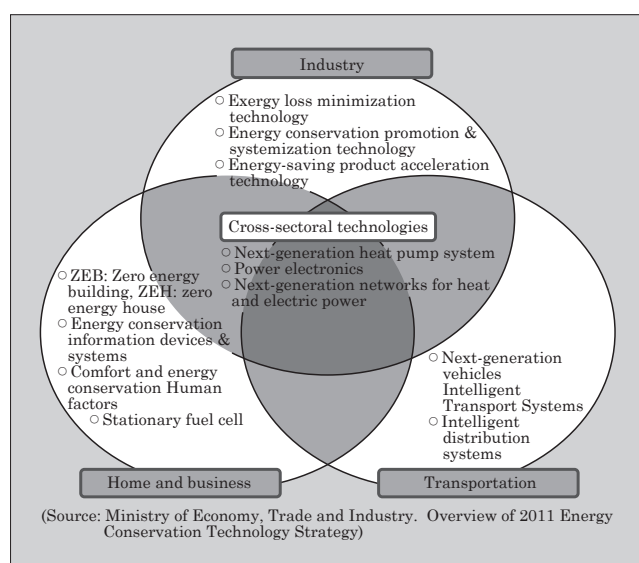 Industry
○ Exergy loss minimization
technology
○ Energy conservation promotion &
systemization technology
○ Energy-saving product acceleration
technology
Cross-sectoral technologies
○ Next-generation heat pump system
○ Power electronics
○ Next-generation networks for heat
and electric power
○ ZEB: Zero energy
building, ZEH: zero
energy house
○ Energy conservation
information devices &
systems
○ Comfort and energy
conservation Human
factors
○ Stationary fuel cell
○ Next-generation
vehicles
Intelligent
Transport Systems
○ Intelligent
distribution
systems
Home and business
Transportation
(Source: Ministry of Economy, Trade and Industry. Overview of 2011 Energy
Conservation Technology Strategy)